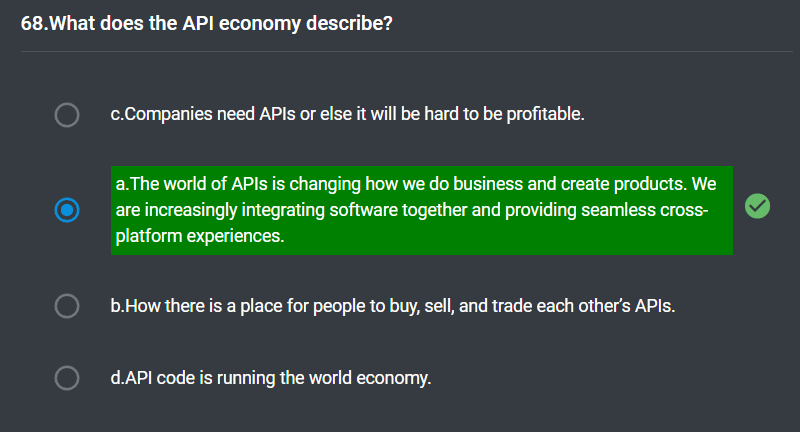 68.What does the API economy describe?
c.Companies need APIs or else it will be hard to be profitable.
a.The world of APIs is changing how we do business and create products. We
are increasingly integrating software together and providing seamless cross-
platform experiences.
b.How there is a place for people to buy, sell, and trade each other’s APIs.
d.API code is running the world economy.